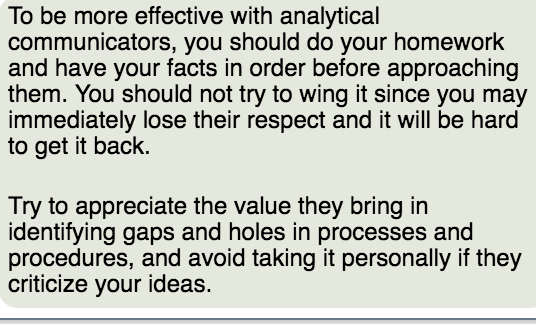 To be more effective with analytical
communicators, you should do your homework
and have your facts in order before approaching
them. You should not try to wing it since you may
immediately lose their respect and it will be hard
to get it back.
Try to appreciate the value they bring in
identifying gaps and holes in processes and
procedures, and avoid taking it personally if they
criticize your ideas.